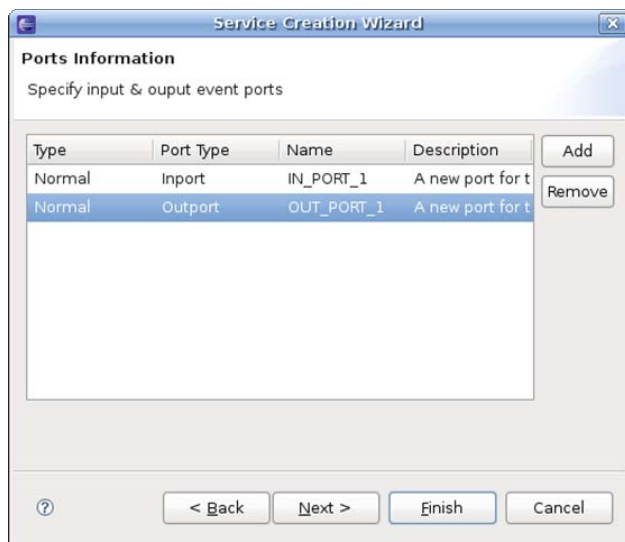 Service Creation Wizard
Ports Information
Specify input & ouput event ports
Type Port Type Name Description
Normal Inport IN_PORT_1 A new port for t
Normal Outport OUT_PORT_1 A new port for t
Add
Remove
? < Back Next > Finish Cancel